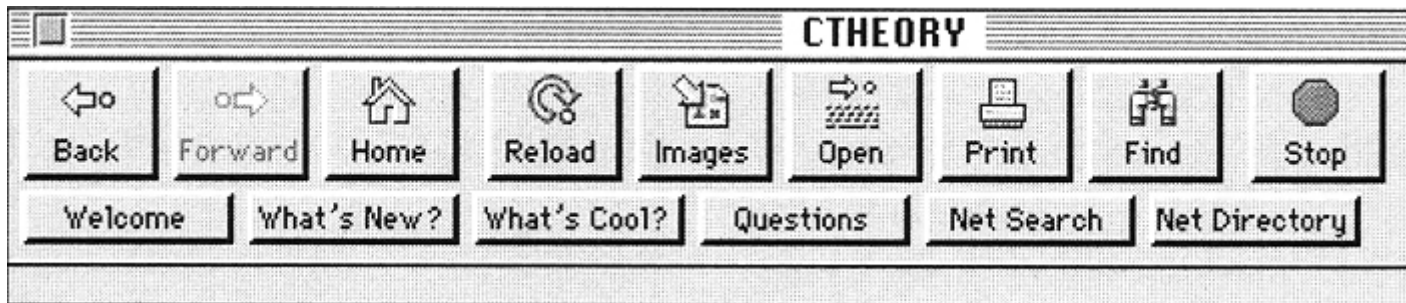 CTHEORY
Back Forward Home Reload Images Open Print Find Stop
Welcome What's New? What's Cool? Questions Net Search Net Directory